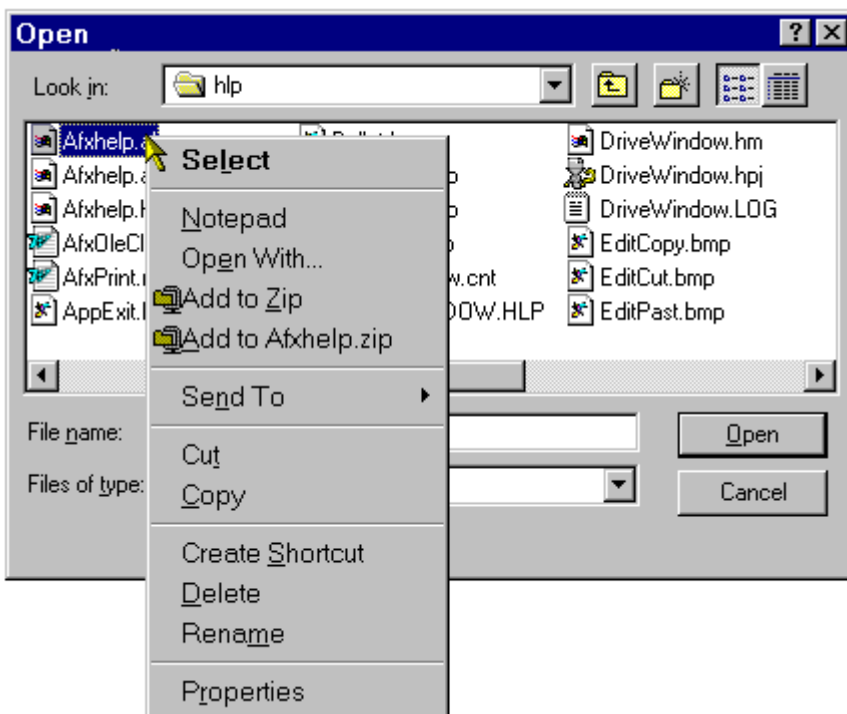 Open
Look in: hlp
Afxhelp.
DriveWindow.hm
Afxhelp.
DriveWindow.hpj
Afxhelp.
DriveWindow.LOG
AfxOleCl
EditCopy.bmp
AfxPrint.
w.cnt
EditCut.bmp
AppExit.
OW.HLP
EditPast.bmp
Select
Notepad
Open With...
Add to Zip
Add to Afxhelp.zip
Send To
Cut
Copy
Create Shortcut
Delete
Rename
Properties
File name:
Open
Files of type:
Cancel